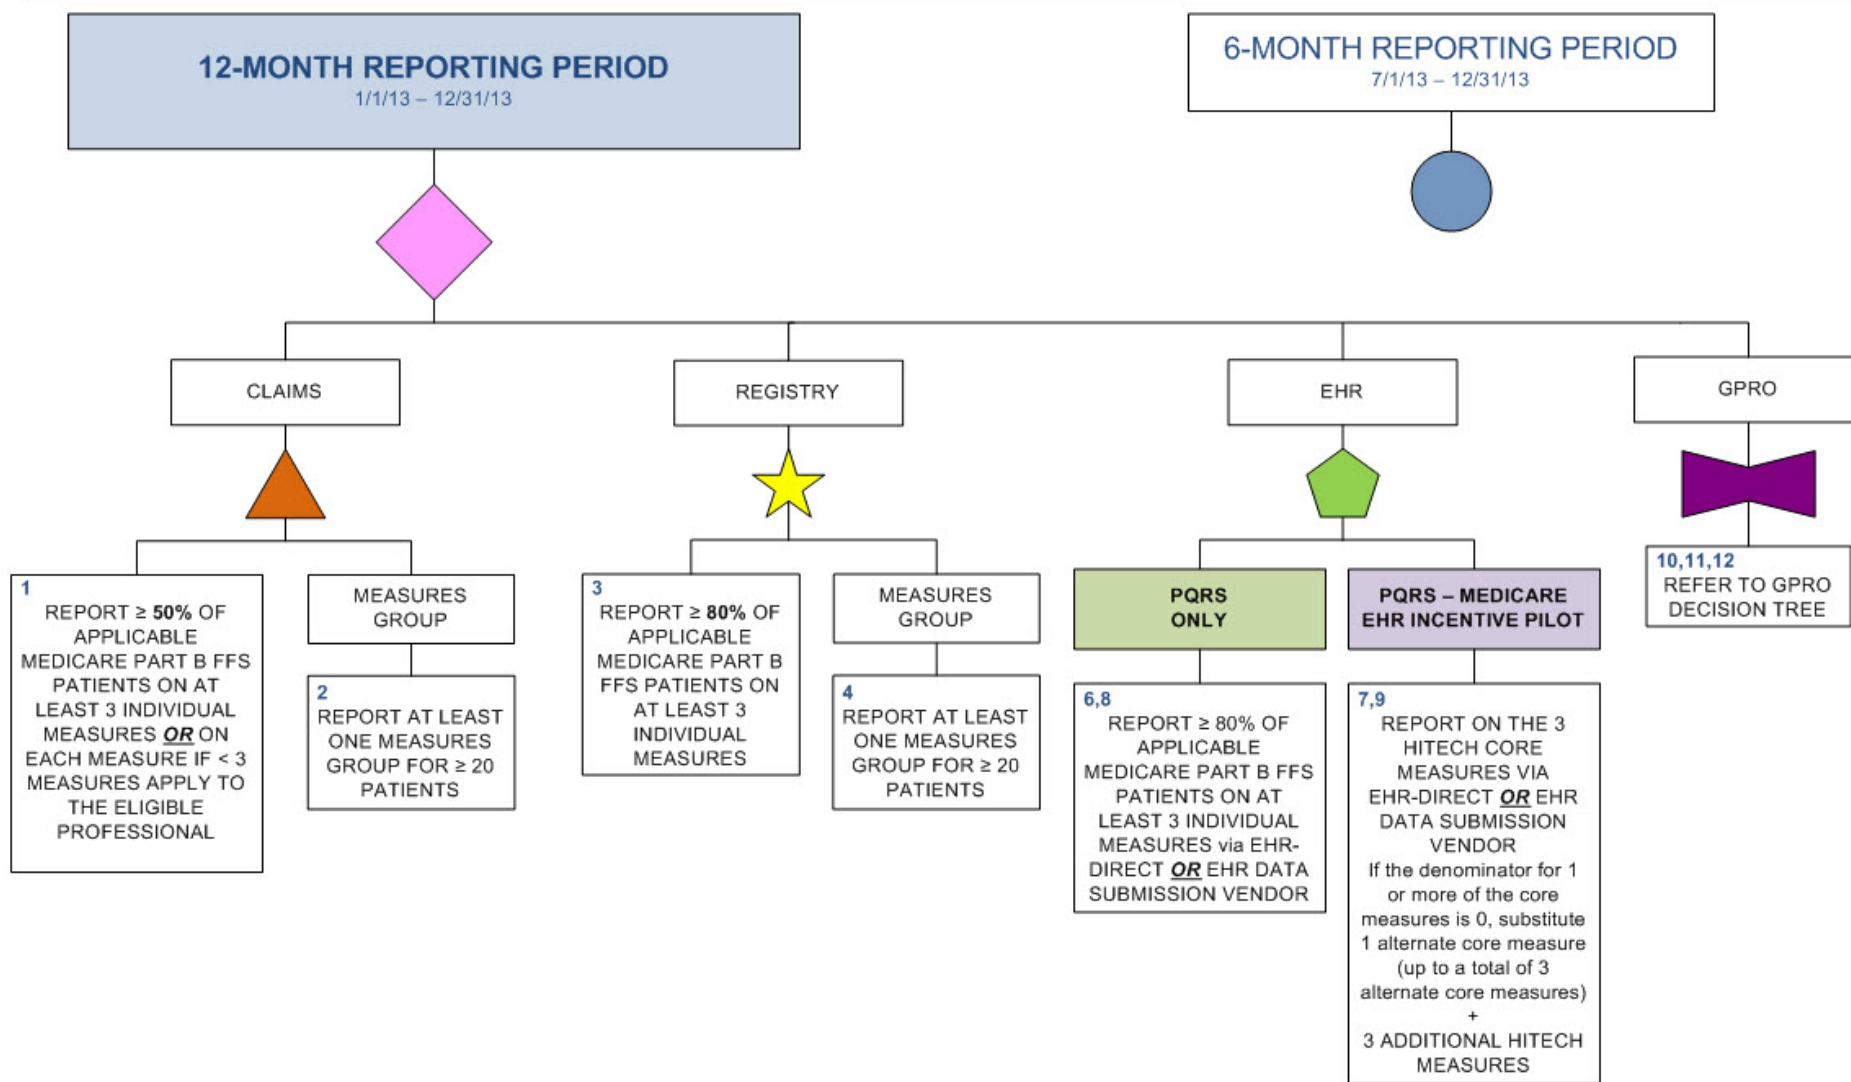 12-MONTH REPORTING PERIOD
1/1/13 – 12/31/13
6-MONTH REPORTING PERIOD
7/1/13 – 12/31/13
CLAIMS
REGISTRY
EHR
GPRO
1
REPORT ≥ 50% OF
APPLICABLE
MEDICARE PART B FFS
PATIENTS ON AT
LEAST 3 INDIVIDUAL
MEASURES OR ON
EACH MEASURE IF < 3
MEASURES APPLY TO
THE ELIGIBLE
PROFESSIONAL
MEASURES
GROUP
2
REPORT AT LEAST
ONE MEASURES
GROUP FOR ≥ 20
PATIENTS
3
REPORT ≥ 80% OF
APPLICABLE
MEDICARE PART B
FFS PATIENTS ON
AT LEAST 3
INDIVIDUAL
MEASURES
MEASURES
GROUP
4
REPORT AT LEAST
ONE MEASURES
GROUP FOR ≥ 20
PATIENTS
PQRS
ONLY
6,8
REPORT ≥ 80% OF
APPLICABLE
MEDICARE PART B FFS
PATIENTS ON AT
LEAST 3 INDIVIDUAL
MEASURES via EHR-
DIRECT OR EHR DATA
SUBMISSION VENDOR
PQRS – MEDICARE
EHR INCENTIVE PILOT
7,9
REPORT ON THE 3
HITECH CORE
MEASURES VIA
EHR-DIRECT OR EHR
DATA SUBMISSION
VENDOR
If the denominator for 1
or more of the core
measures is 0, substitute
1 alternate core measure
(up to a total of 3
alternate core measures)
+
3 ADDITIONAL HITECH
MEASURES
10,11,12
REFER TO GPRO
DECISION TREE